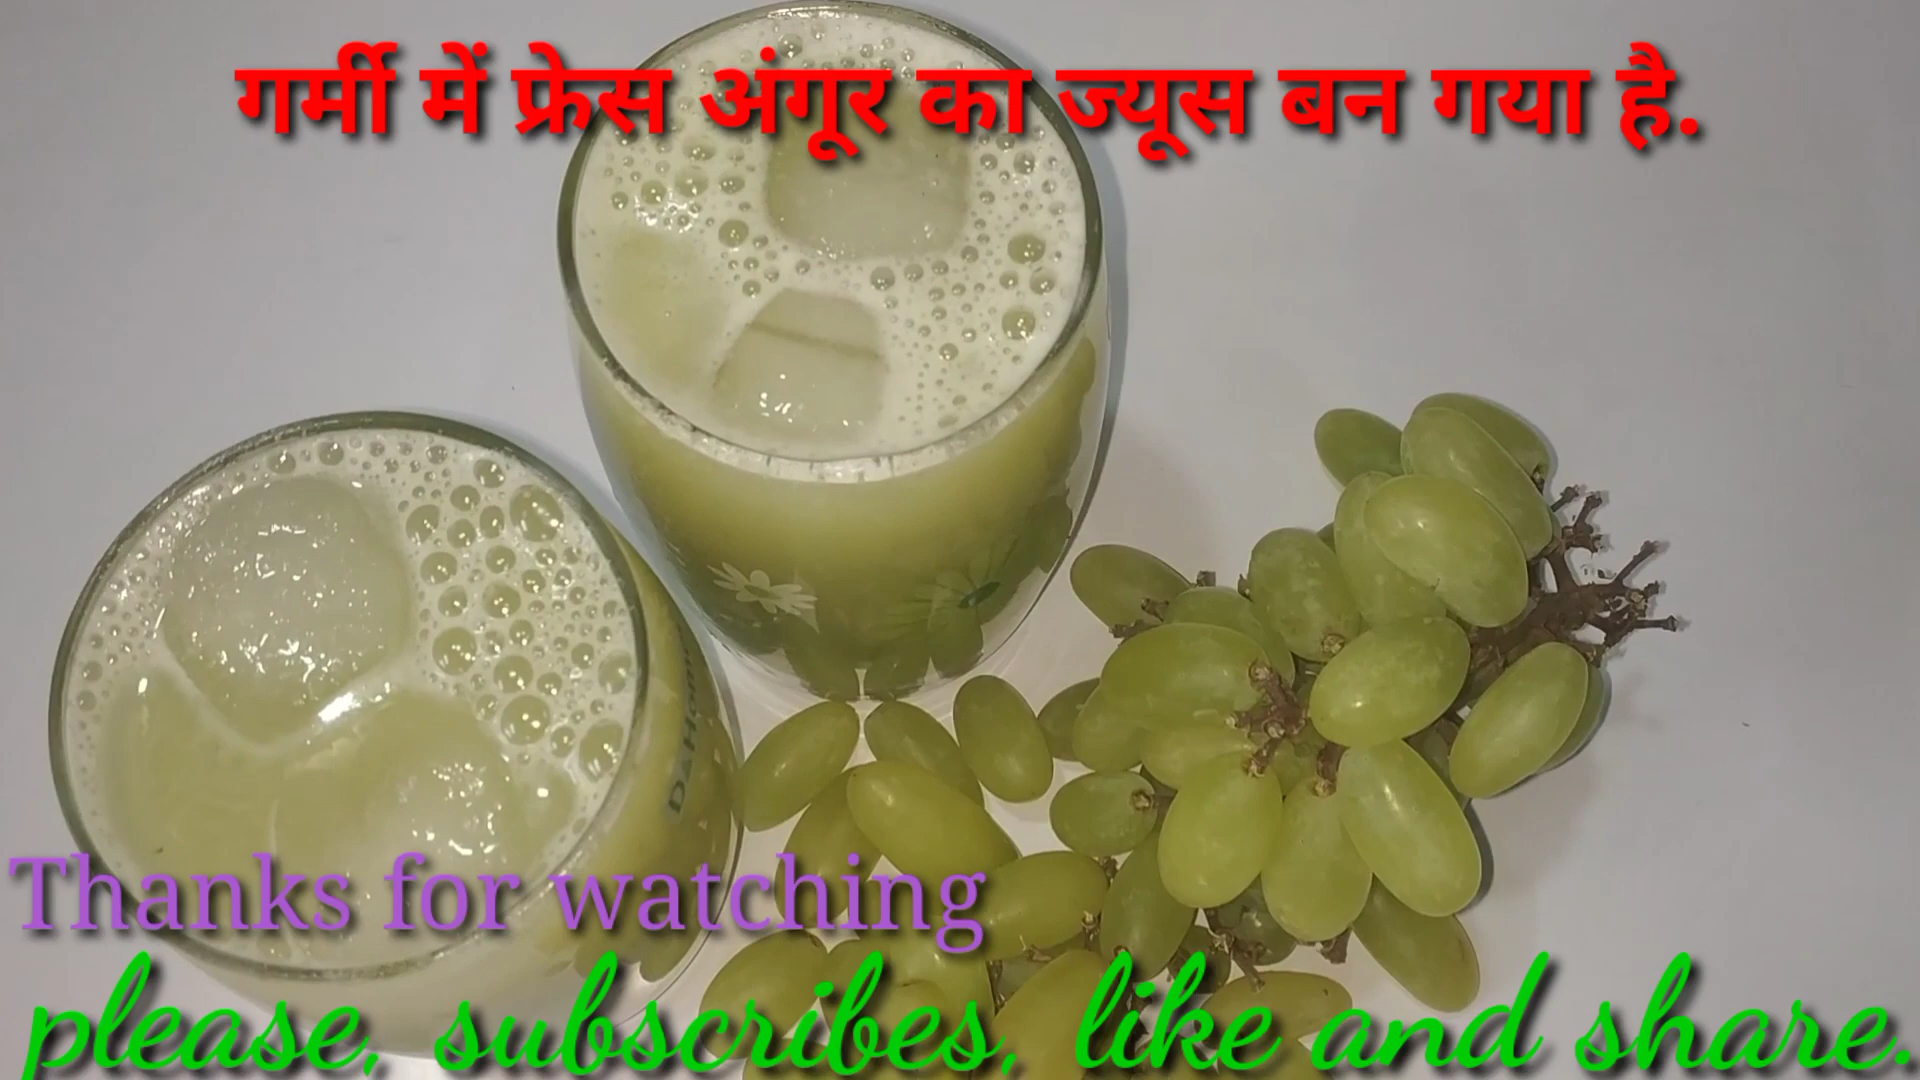 गर्मी में फ्रेस अंगूर का ज्यूस बन गया है.
Thanks for watching
please, subscribes, like and share.